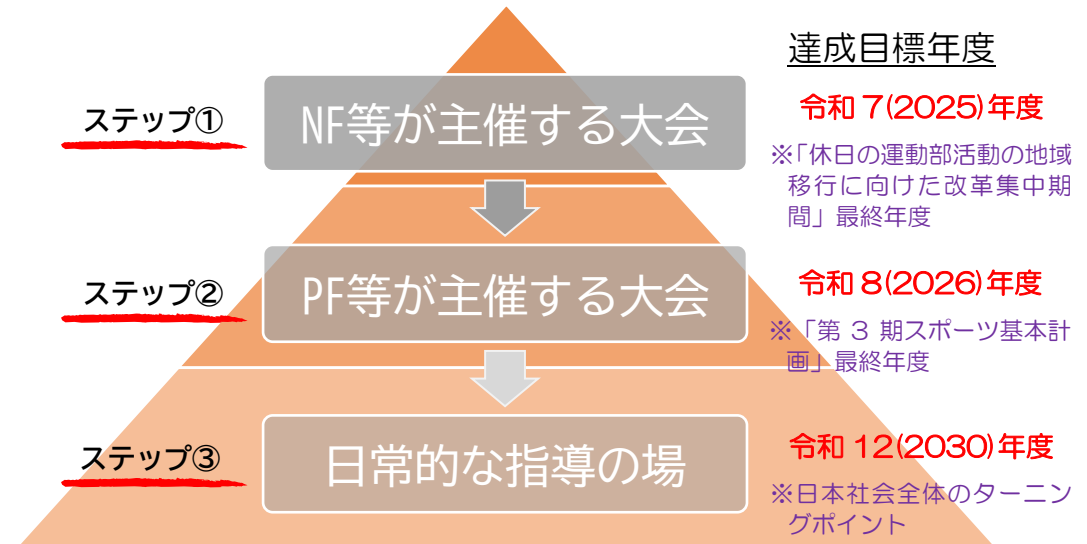 達成目標年度
ステップ①
NF等が主催する大会
令和 7(2025)年度
※「休日の運動部活動の地域
移行に向けた改革集中期
間」最終年度
ステップ②
PF等が主催する大会
令和 8(2026)年度
※「第 3 期スポーツ基本計
画」最終年度
ステップ③
日常的な指導の場
令和 12(2030)年度
※日本社会全体のターニン
グポイント